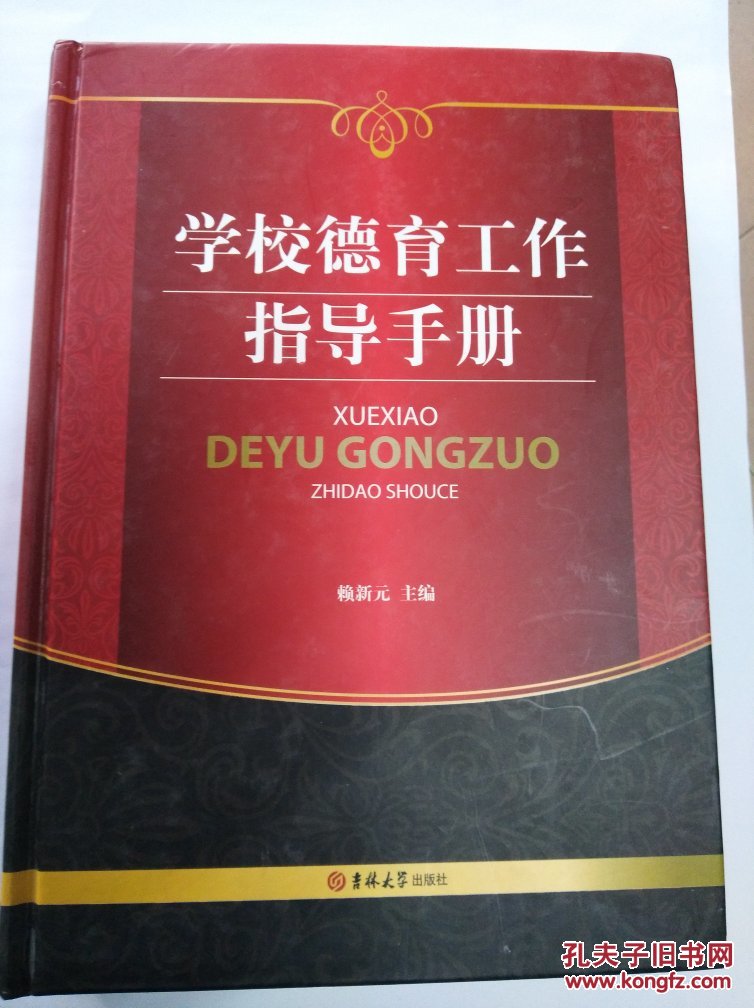 学校德育工作
指导手册
XUEXIAO
DEYU GONGZUO
ZHIDAO SHOUCE
赖新元 主编
吉林大学出版社
孔夫子旧书网
www.kongfz.com